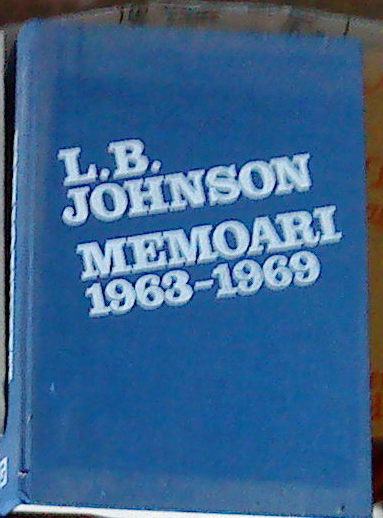 L.B.
JOHNSON
MEMOARI
1963-1969